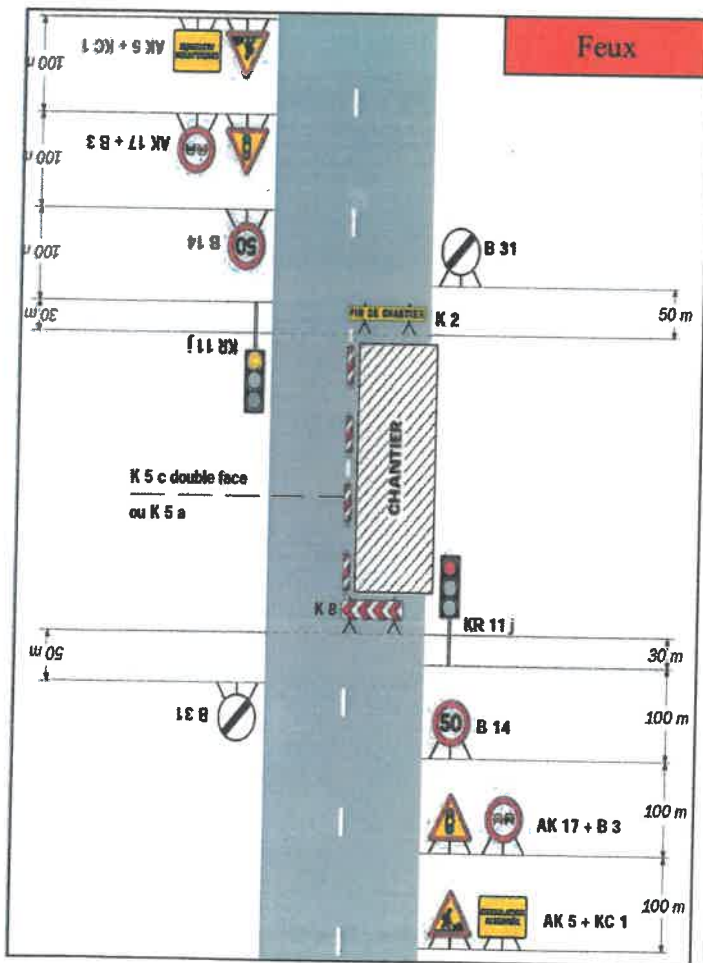 Feux
100 m
AK 5 + KC 1
100 m
AK 17 + B 3
100 m
50
B 14
B 31
30 m
KR 11 j
FIN DE CHANTIER
K 2
50 m
CHANTIER
K 5 c double face
ou K 5 a
K 8
KR 11 j
50 m
30 m
B 31
50
B 14
100 m
AK 17 + B 3
100 m
AK 5 + KC 1
100 m